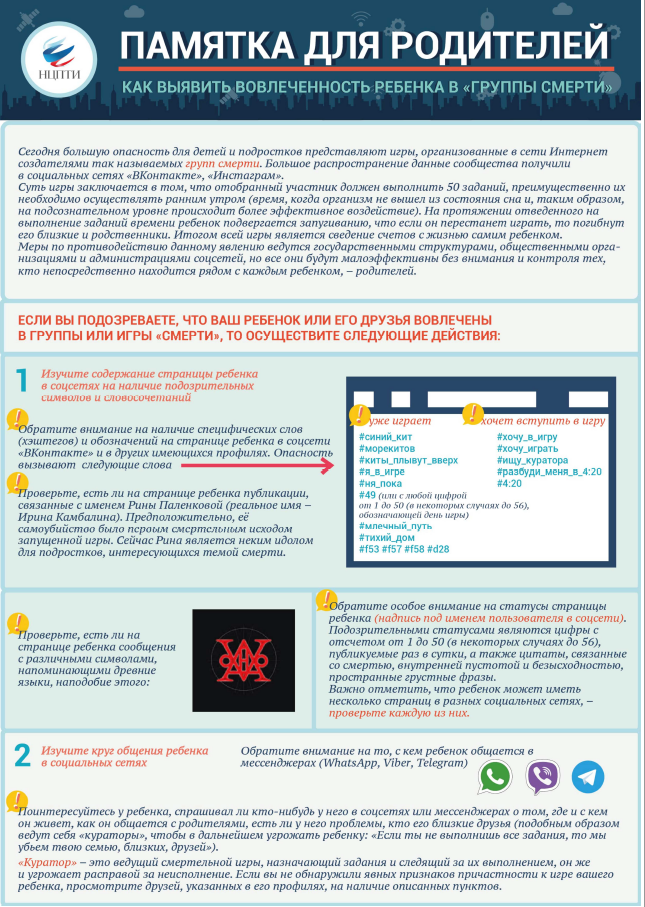 НЦПТИ
ПАМЯТКА ДЛЯ РОДИТЕЛЕЙ
КАК ВЫЯВИТЬ ВОВЛЕЧЕННОСТЬ РЕБЕНКА В «ГРУППЫ СМЕРТИ»
Сегодня большую опасность для детей и подростков представляют игры, организованные в сети Интернет
создателями так называемых групп смерти. Большое распространение данные сообщества получили
в социальных сетях «ВКонтакте», «Инстаграм».
Суть игры заключается в том, что отобранный участник должен выполнить 50 заданий, преимущественно их
необходимо осуществлять ранним утром (время, когда организм не вышел из состояния сна и, таким образом,
на подсознательном уровне происходит более эффективное воздействие). На протяжении отведенного на
выполнение заданий времени ребенок подвергается запугиванию, что если он перестанет играть, то погибнут
его близкие и родственники. Итогом всей игры является сведение счетов с жизнью самим ребенком.
Меры по противодействию данному явлению ведутся государственными структурами, общественными орга-
низациями и администрациями соцсетей, но все они будут малоэффективны без внимания и контроля тех,
кто непосредственно находится рядом с каждым ребенком, – родителей.
ЕСЛИ ВЫ ПОДОЗРЕВАЕТЕ, ЧТО ВАШ РЕБЕНОК ИЛИ ЕГО ДРУЗЬЯ ВОВЛЕЧЕНЫ
В ГРУППЫ ИЛИ ИГРЫ «СМЕРТИ», ТО ОСУЩЕСТВИТЕ СЛЕДУЮЩИЕ ДЕЙСТВИЯ:
1 Изучите содержание страницы ребенка
в соцсетях на наличие подозрительных
символов и словосочетаний
! Обратите внимание на наличие специфических слов
(хэштегов) и обозначений на странице ребенка в соцсети
«ВКонтакте» и в других имеющихся профилях. Опасность
вызывают следующие слова
! Проверьте, есть ли на странице ребенка публикации,
связанные с именем Рины Паленковой (реальное имя –
Ирина Камбалина). Предположительно, её
самоубийство было первым смертельным исходом
запущенной игры. Сейчас Рина является неким идолом
для подростков, интересующихся темой смерти.
! уже играет
#синий_кит
#морекитов
#киты_плывут_вверх
#я_в_игре
#ня_пока
#49 (или с любой цифрой
от 1 до 50 (в некоторых случаях до 56),
обозначающей день игры)
#млечный_путь
#тихий_дом
#f53 #f57 #f58 #d28
! хочет вступить в игру
#хочу_в_игру
#хочу_играть
#ищу_куратора
#разбуди_меня_в_4:20
#4:20
! Проверьте, есть ли на
странице ребенка сообщения
с различными символами,
напоминающими древние
языки, наподобие этого:
! Обратите особое внимание на статусы страницы
ребенка (надпись под именем пользователя в соцсети).
Подозрительными статусами являются цифры с
отсчетом от 1 до 50 (в некоторых случаях до 56),
публикуемые раз в сутки, а также цитаты, связанные
со смертью, внутренней пустотой и безысходностью,
пространные грустные фразы.
Важно отметить, что ребенок может иметь
несколько страниц в разных социальных сетях, –
проверьте каждую из них.
2 Изучите круг общения ребенка
в социальных сетях
Обратите внимание на то, с кем ребенок общается в
мессенджерах (WhatsApp, Viber, Telegram)
! Поинтересуйтесь у ребенка, спрашивал ли кто-нибудь у него в соцсетях или мессенджерах о том, где и с кем
он живет, как он общается с родителями, есть ли у него проблемы, кто его близкие друзья (подобным образом
ведут себя «кураторы», чтобы в дальнейшем угрожать ребенку: «Если ты не выполнишь все задания, то мы
убьем твою семью, близких, друзей»).
«Куратор» – это ведущий смертельной игры, назначающий задания и следящий за их выполнением, он же
и угрожает расправой за неисполнение. Если вы не обнаружили явных признаков причастности к игре вашего
ребенка, просмотрите друзей, указанных в его профилях, на наличие описанных пунктов.